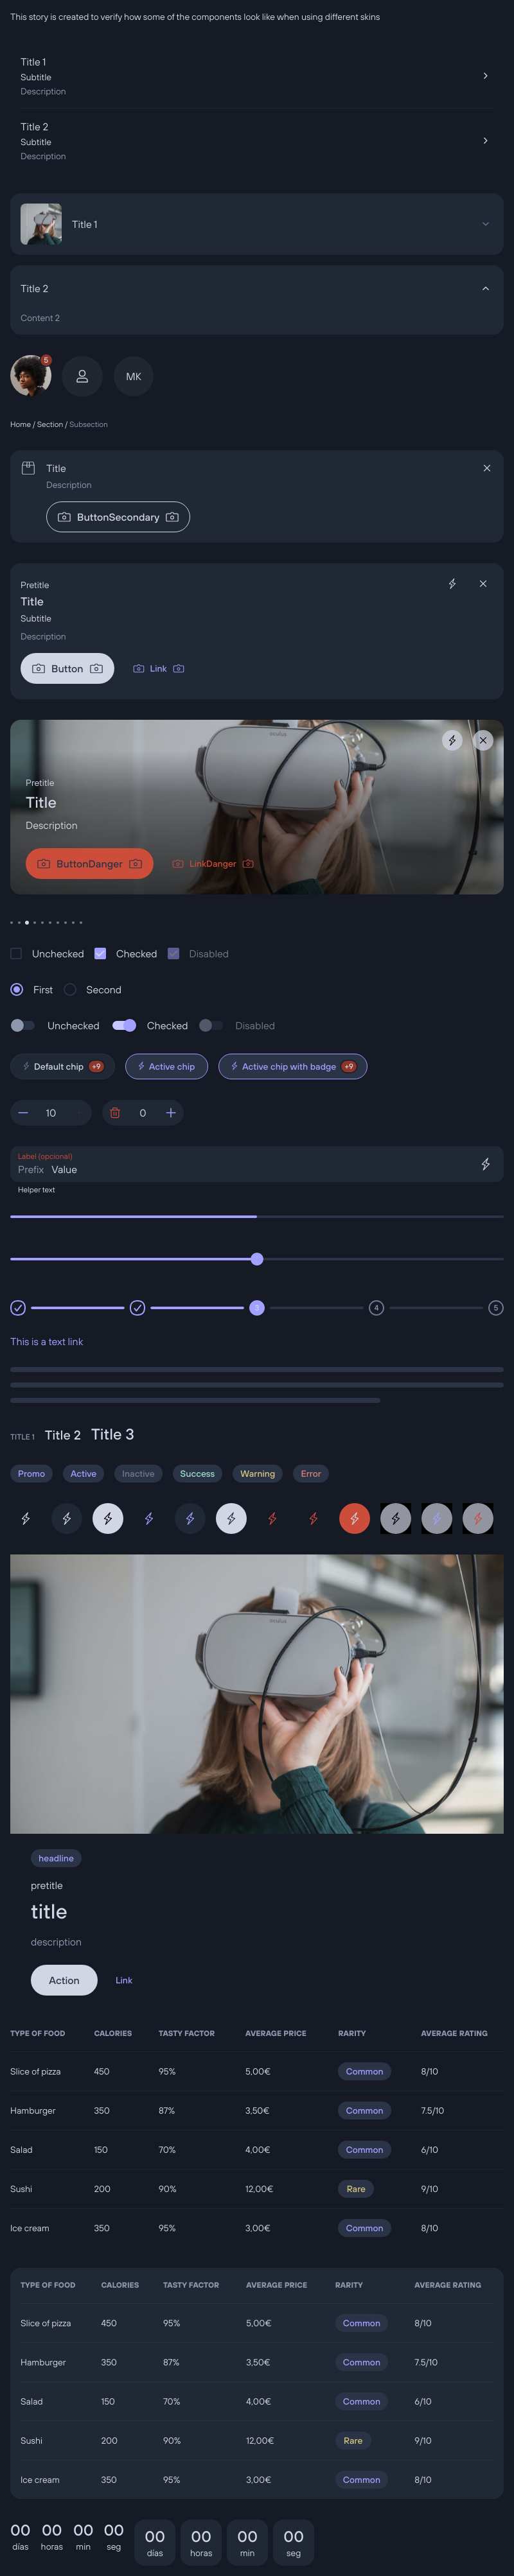 This story is created to verify how some of the components look like when using different skins
Title 1
Subtitle
Description
Title 2
Subtitle
Description
Title 1
Title 2
Content 2
5
MK
Home / Section / Subsection
Title
Description
ButtonSecondary
Pretitle
Title
Subtitle
Description
Button Link
oculus
Pretitle
Title
Description
ButtonDanger LinkDanger
Unchecked Checked Disabled
First Second
Unchecked Checked Disabled
Default chip +9 Active chip Active chip with badge +9
10 0
Label (opcional)
Prefix Value
Helper text
3 4 5
This is a text link
TITLE 1 Title 2 Title 3
Promo Active Inactive Success Warning Error
headline
pretitle
title
description
Action Link
TYPE OF FOOD CALORIES TASTY FACTOR AVERAGE PRICE RARITY AVERAGE RATING
Slice of pizza 450 95% 5,00€ Common 8/10
Hamburger 350 87% 3,50€ Common 7.5/10
Salad 150 70% 4,00€ Common 6/10
Sushi 200 90% 12,00€ Rare 9/10
Ice cream 350 95% 3,00€ Common 8/10
TYPE OF FOOD CALORIES TASTY FACTOR AVERAGE PRICE RARITY AVERAGE RATING
Slice of pizza 450 95% 5,00€ Common 8/10
Hamburger 350 87% 3,50€ Common 7.5/10
Salad 150 70% 4,00€ Common 6/10
Sushi 200 90% 12,00€ Rare 9/10
Ice cream 350 95% 3,00€ Common 8/10
00 00 00 00 00 00 00 00
días horas min seg días horas min seg